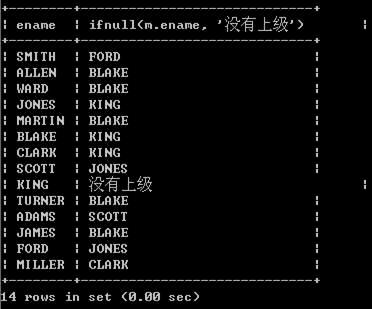 +--------+-----------------------------+
| ename | ifnull(m.ename, '没有上级') |
+--------+-----------------------------+
| SMITH | FORD |
| ALLEN | BLAKE |
| WARD | BLAKE |
| JONES | KING |
| MARTIN | BLAKE |
| BLAKE | KING |
| CLARK | KING |
| SCOTT | JONES |
| KING | 没有上级 |
| TURNER | BLAKE |
| ADAMS | SCOTT |
| JAMES | BLAKE |
| FORD | JONES |
| MILLER | CLARK |
+--------+-----------------------------+
14 rows in set (0.00 sec)